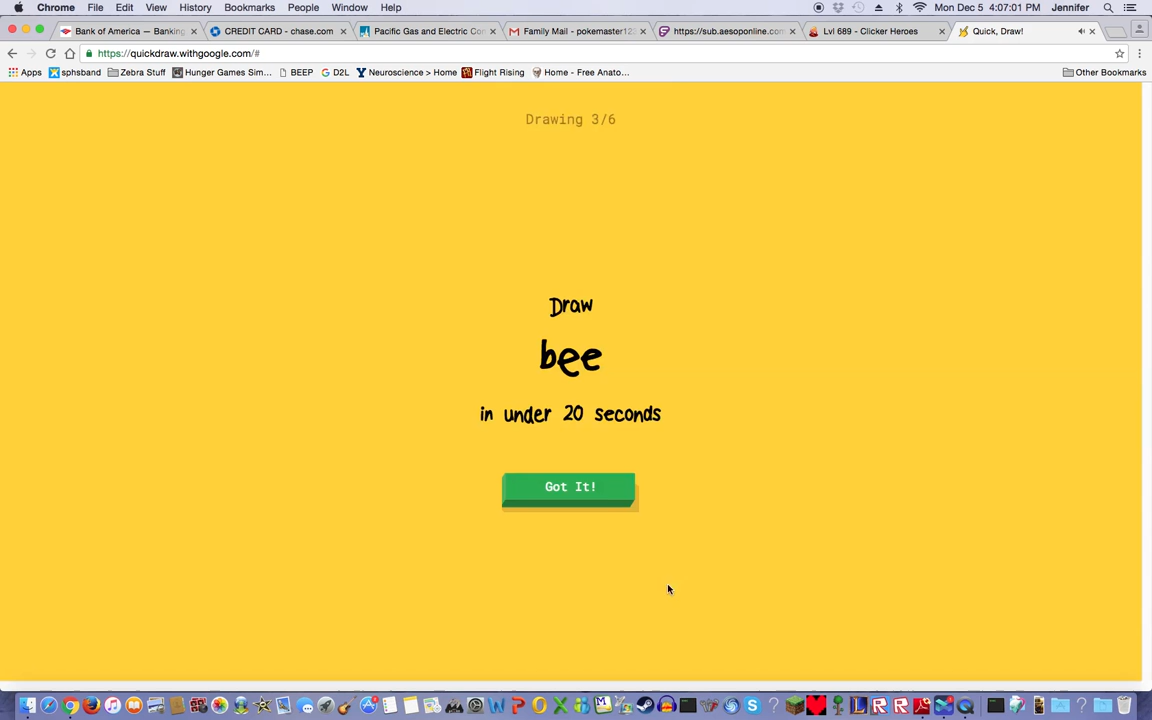 Chrome File Edit View History Bookmarks People Window Help Mon Dec 5 4:07:01 PM Jennifer
Bank of America — Banking CREDIT CARD - chase.com Pacific Gas and Electric Co Family Mail - pokemaster12 https://sub.aesoponline.com Lvl 689 - Clicker Heroes Quick, Draw!
https://quickdraw.withgoogle.com/#
Apps sphsband Zebra Stuff Hunger Games Sim... BEEP D2L Neuroscience > Home Flight Rising Home - Free Anato... Other Bookmarks
Drawing 3/6
Draw
bee
in under 20 seconds
Got It!